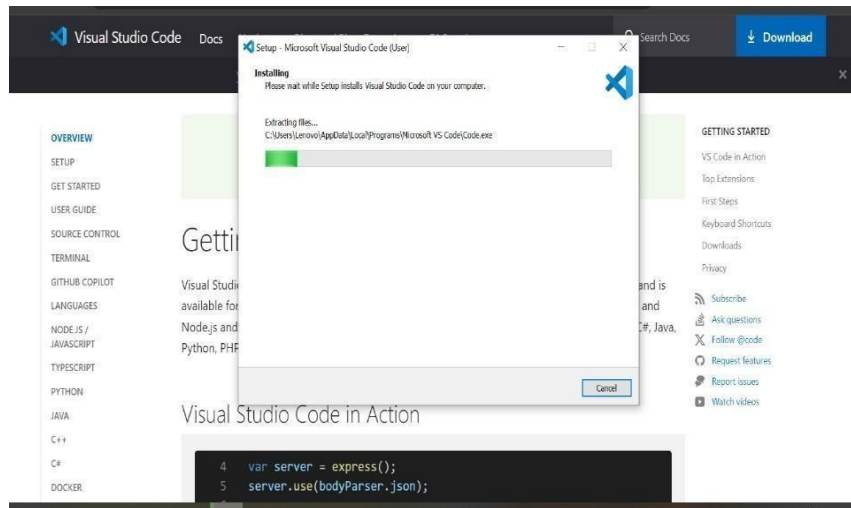 Visual Studio Code
Docs
Search Docs
Download
Setup - Microsoft Visual Studio Code (User)
Installing
Please wait while Setup installs Visual Studio Code on your computer.
Extracting files...
C:\Users\Lenovo\AppData\Local\Programs\Microsoft VS Code\Code.exe
Cancel
OVERVIEW
SETUP
GET STARTED
USER GUIDE
SOURCE CONTROL
TERMINAL
GITHUB COPILOT
LANGUAGES
NODE.JS /
JAVASCRIPT
TYPESCRIPT
PYTHON
JAVA
C++
C#
DOCKER
Visual
available for
and is
and
Node.js and
C#, Java,
Python,
Visual Studio Code in Action
4 var server = express();
5 server.use(bodyParser.json);
GETTING STARTED
VS Code in Action
Top Extensions
First Steps
Keyboard Shortcuts
Downloads
Privacy
Subscribe
Ask questions
Follow @code
Request features
Report issues
Watch videos